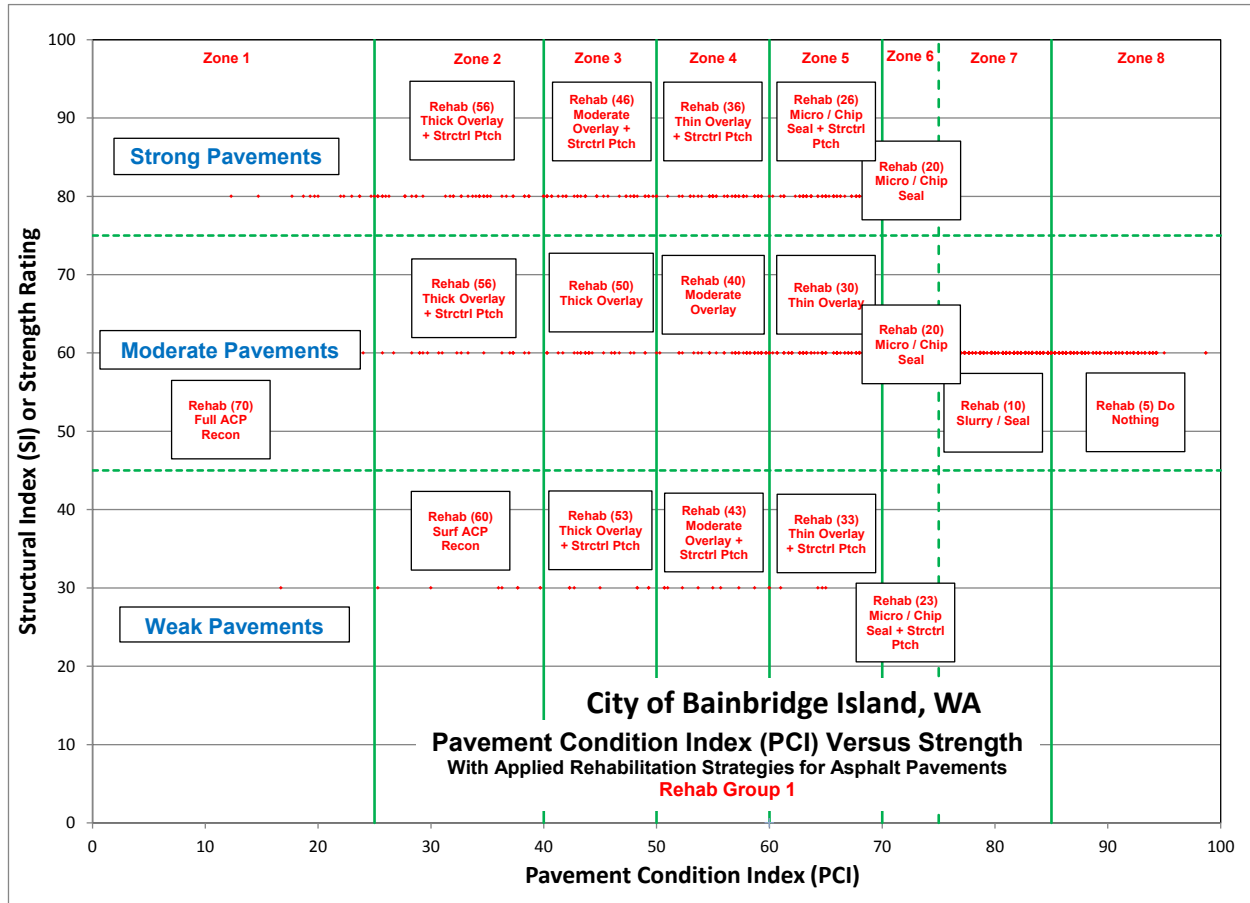 Structural Index (SI) or Strength Rating
100
90
80
70
60
50
40
30
20
10
0
Zone 1
Zone 2
Zone 3
Zone 4
Zone 5
Zone 6
Zone 7
Zone 8
Strong Pavements
Rehab (56)
Thick Overlay
+ Strctrl Ptch
Rehab (46)
Moderate
Overlay +
Strctrl Ptch
Rehab (36)
Thin Overlay
+ Strctrl Ptch
Rehab (26)
Micro / Chip
Seal + Strctrl
Ptch
Rehab (20)
Micro / Chip
Seal
Moderate Pavements
Rehab (56)
Thick Overlay
+ Strctrl Ptch
Rehab (50)
Thick Overlay
Rehab (40)
Moderate
Overlay
Rehab (30)
Thin Overlay
Rehab (20)
Micro / Chip
Seal
Rehab (70)
Full ACP
Recon
Rehab (10)
Slurry / Seal
Rehab (5) Do
Nothing
Rehab (60)
Surf ACP
Recon
Rehab (53)
Thick Overlay
+ Strctrl Ptch
Rehab (43)
Moderate
Overlay +
Strctrl Ptch
Rehab (33)
Thin Overlay
+ Strctrl Ptch
Weak Pavements
Rehab (23)
Micro / Chip
Seal + Strctrl
Ptch
City of Bainbridge Island, WA
Pavement Condition Index (PCI) Versus Strength
With Applied Rehabilitation Strategies for Asphalt Pavements
Rehab Group 1
0 10 20 30 40 50 60 70 80 90 100
Pavement Condition Index (PCI)